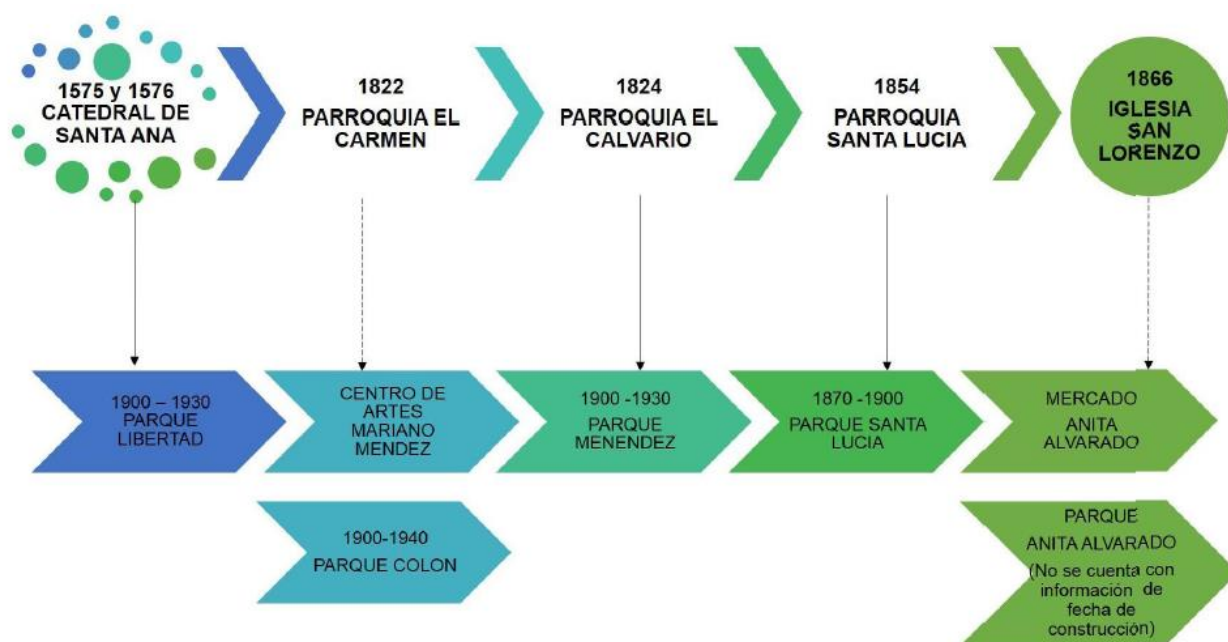 1575 y 1576
CATEDRAL DE
SANTA ANA
1822
PARROQUIA EL
CARMEN
1824
PARROQUIA EL
CALVARIO
1854
PARROQUIA
SANTA LUCIA
1866
IGLESIA
SAN
LORENZO
1900 – 1930
PARQUE
LIBERTAD
CENTRO DE
ARTES
MARIANO
MENDEZ
1900 -1930
PARQUE
MENENDEZ
1870 -1900
PARQUE SANTA
LUCIA
MERCADO
ANITA
ALVARADO
1900-1940
PARQUE COLON
PARQUE
ANITA ALVARADO
(No se cuenta con
información de
fecha de
construcción)